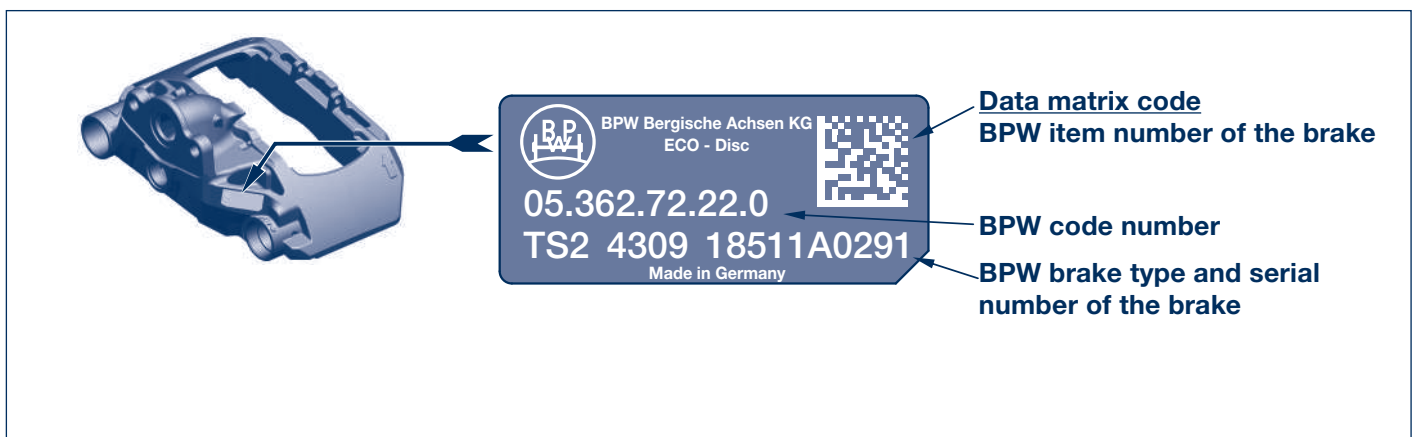 BPW
BPW Bergische Achsen KG
ECO - Disc
05.362.72.22.0
TS2 4309 18511A0291
Made in Germany
Data matrix code
BPW item number of the brake
BPW code number
BPW brake type and serial
number of the brake